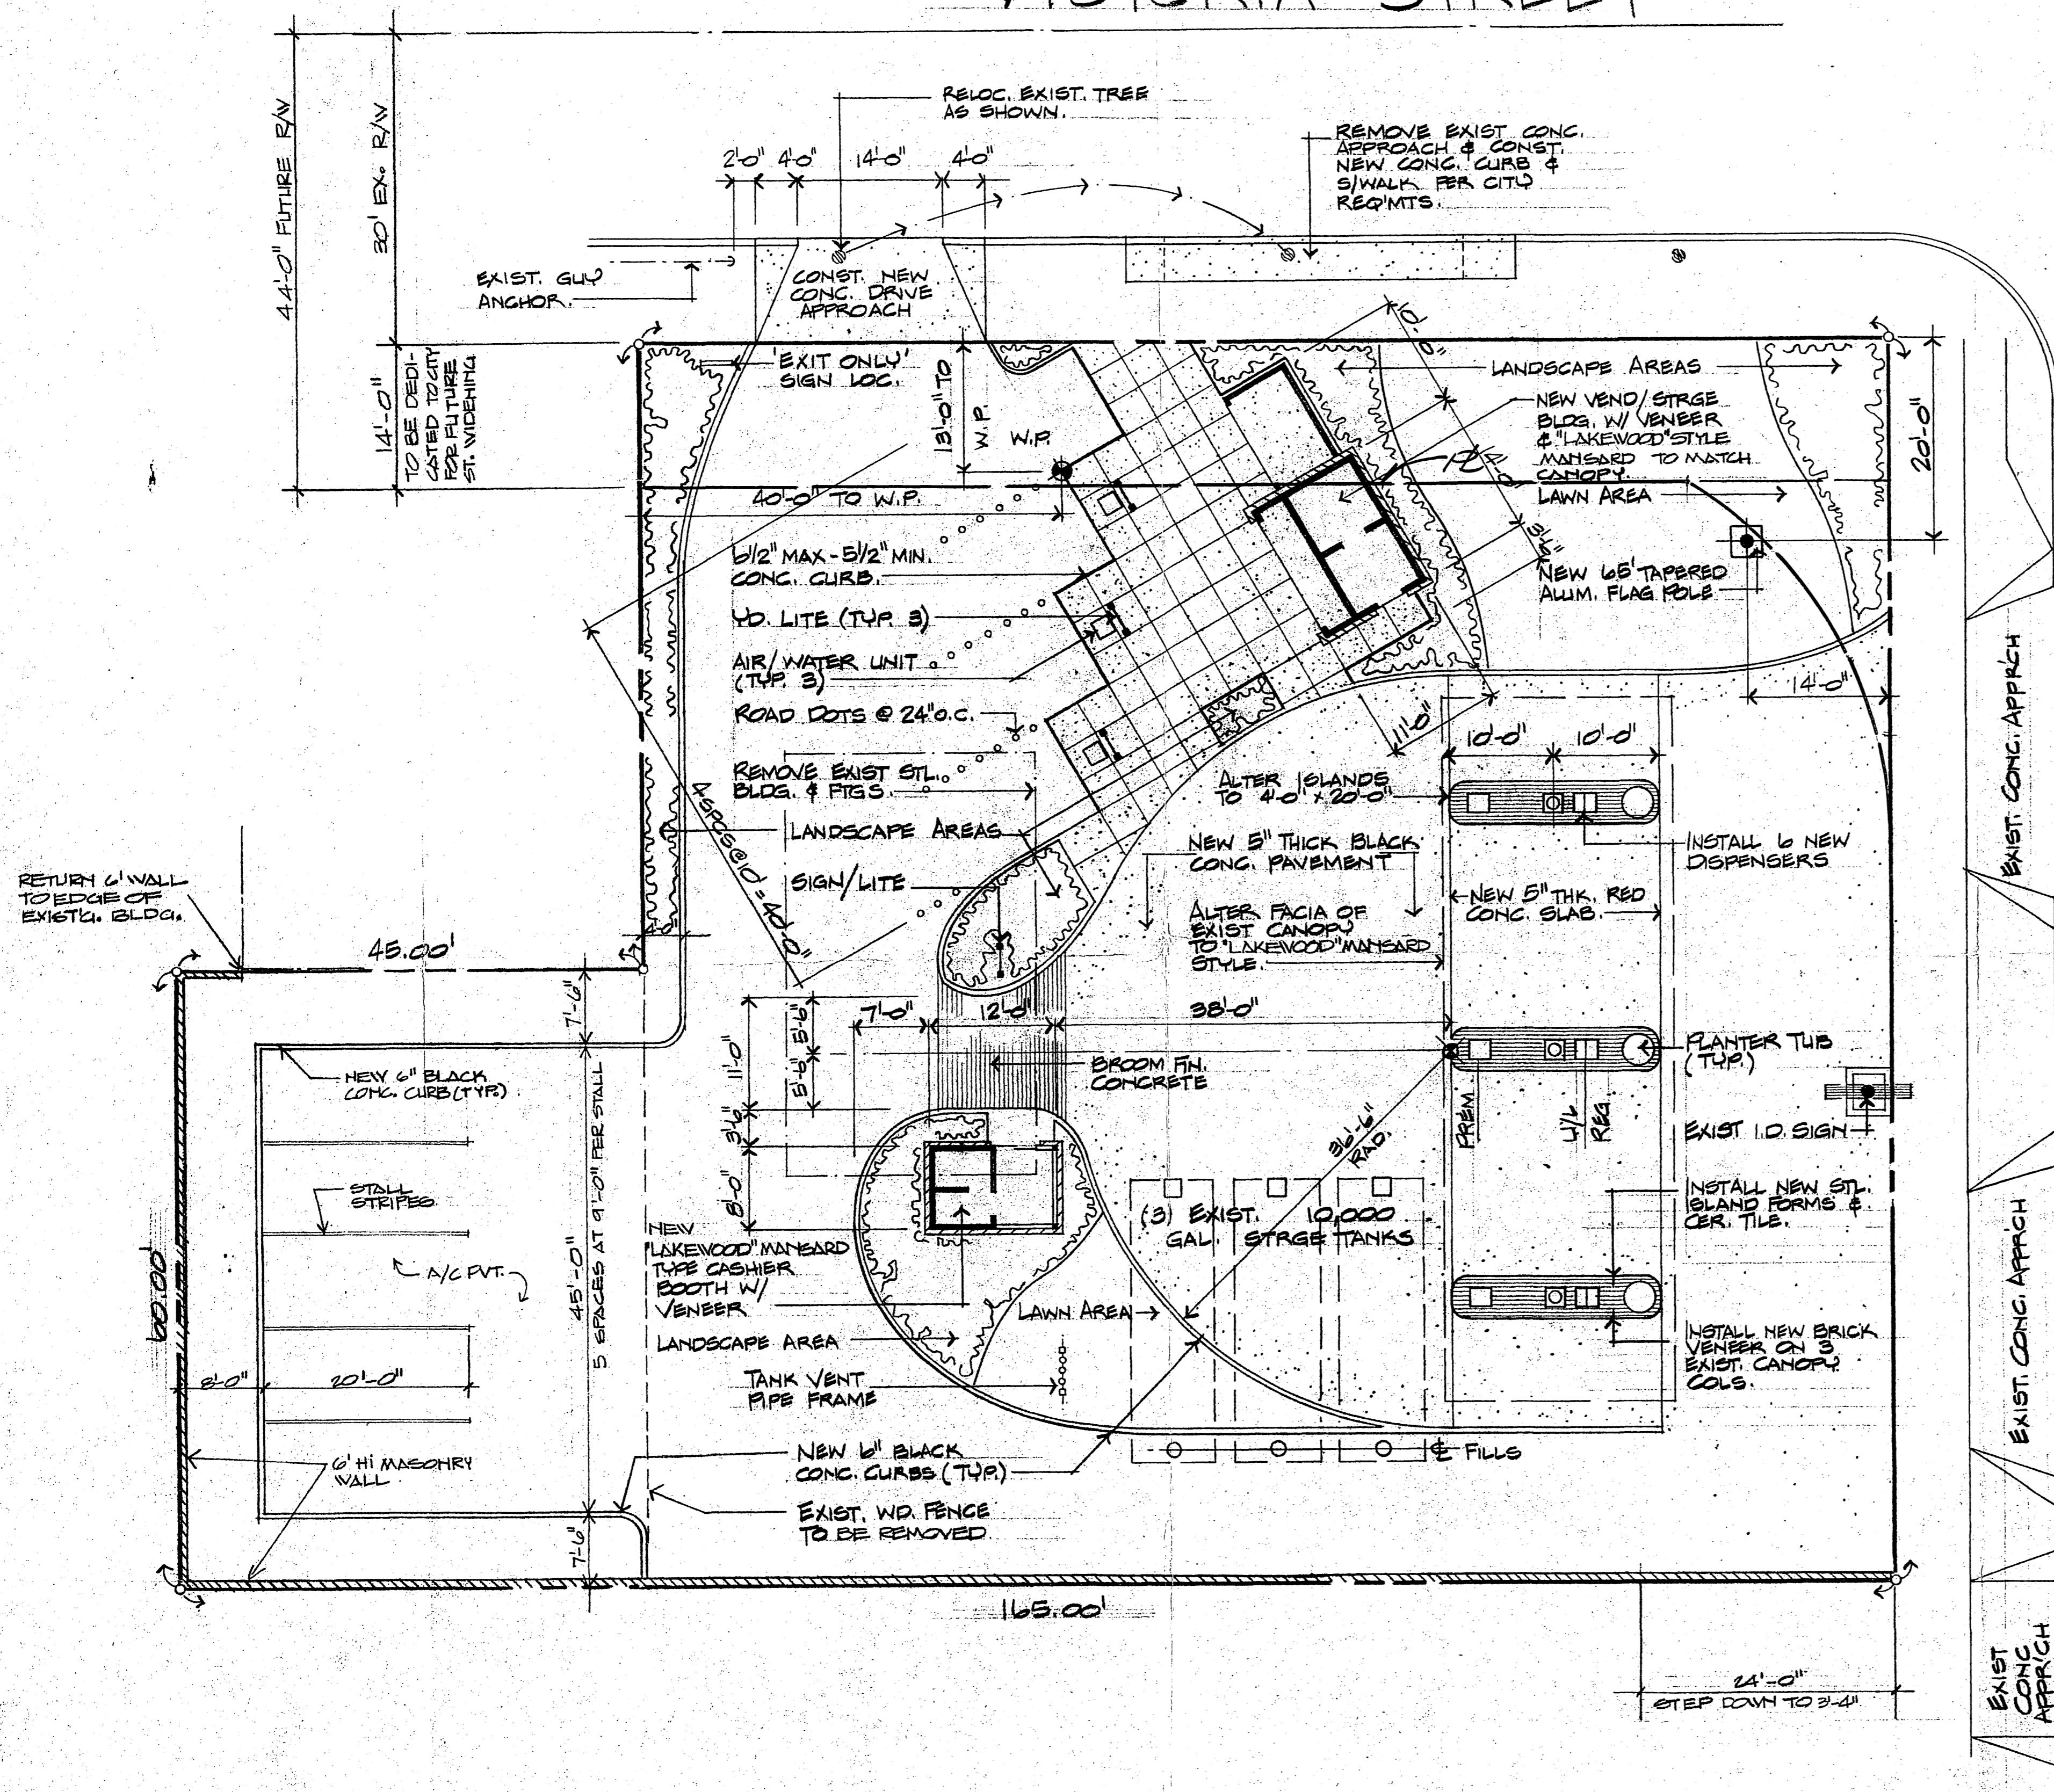 44'-0" FUTURE R/W
30' EX. R/W
RELOC. EXIST. TREE
AS SHOWN.
REMOVE EXIST CONC.
APPROACH & CONST.
NEW CONC. CURB &
S/WALK PER CITY
REQ'MTS.
2'-0" 4'-0" 14'-0" 4'-0"
EXIST. GUY
ANCHOR.
CONST. NEW
CONC. DRIVE
APPROACH
14'-0"
TO BE DEDI-
CATED TO CITY
FOR FUTURE
ST. WIDENING
'EXIT ONLY'
SIGN LOC.
13'-0" TO
W.P.
W.P.
40'-0" TO W.P.
10'-0"
LANDSCAPE AREAS
NEW VEND/STRGE
BLDG. W/ VENEER
& "LAKEWOOD" STYLE
MANSARD TO MATCH
CANOPY.
LAWN AREA
20'-0"
3'-6"
NEW 65' TAPERED
ALUM. FLAG POLE
14'-0"
6 1/2" MAX - 5 1/2" MIN.
CONC. CURB.
YD. LITE (TYP. 3)
AIR/WATER UNIT
(TYP. 3)
ROAD DOTS @ 24" O.C.
REMOVE EXIST STL.
BLDG. & FTGS.
LANDSCAPE AREAS
SIGN/LITE
4 SPCS @ 10' = 40'-0"
11'-0"
10'-0" 10'-0"
ALTER ISLANDS
TO 4'-0" x 20'-0"
NEW 5" THICK BLACK
CONC. PAVEMENT
ALTER FACIA OF
EXIST CANOPY
TO "LAKEWOOD" MANSARD
STYLE.
INSTALL 6 NEW
DISPENSERS
NEW 5" THK. RED
CONC. SLAB.
EXIST. CONC. APPR'CH
RETURN 6' WALL
TO EDGE OF
EXIST'G. BLDG.
45.00'
4'-0"
7'-6"
7'-0" 12'-0" 38'-0"
11'-0"
5'-6" 5'-6"
3'-6"
8'-0"
BROOM FIN.
CONCRETE
PLANTER TUB
(TYP.)
PREM
U/L
REG.
EXIST I.D. SIGN
36'-6"
RAD.
NEW 6" BLACK
CONC. CURB (TYP.)
STALL
STRIPES
A/C PVT.
60.00'
45'-0"
5 SPACES AT 9'-0" PER STALL
8'-0" 20'-0"
6' HI MASONRY
WALL
7'-6"
NEW
"LAKEWOOD" MANSARD
TYPE CASHIER
BOOTH W/
VENEER
LANDSCAPE AREA
TANK VENT
PIPE FRAME
LAWN AREA
(3) EXIST. 10,000
GAL. STRGE TANKS
INSTALL NEW STL.
ISLAND FORMS &
CER. TILE.
INSTALL NEW BRICK
VENEER ON 3
EXIST. CANOPY
COLS.
EXIST. CONC. APPR'CH
NEW 6" BLACK
CONC. CURBS (TYP.)
℄ FILLS
EXIST. WD. FENCE
TO BE REMOVED
165.00'
24'-0"
STEP DOWN TO 3'-4"
EXIST
CONC
APPR'CH